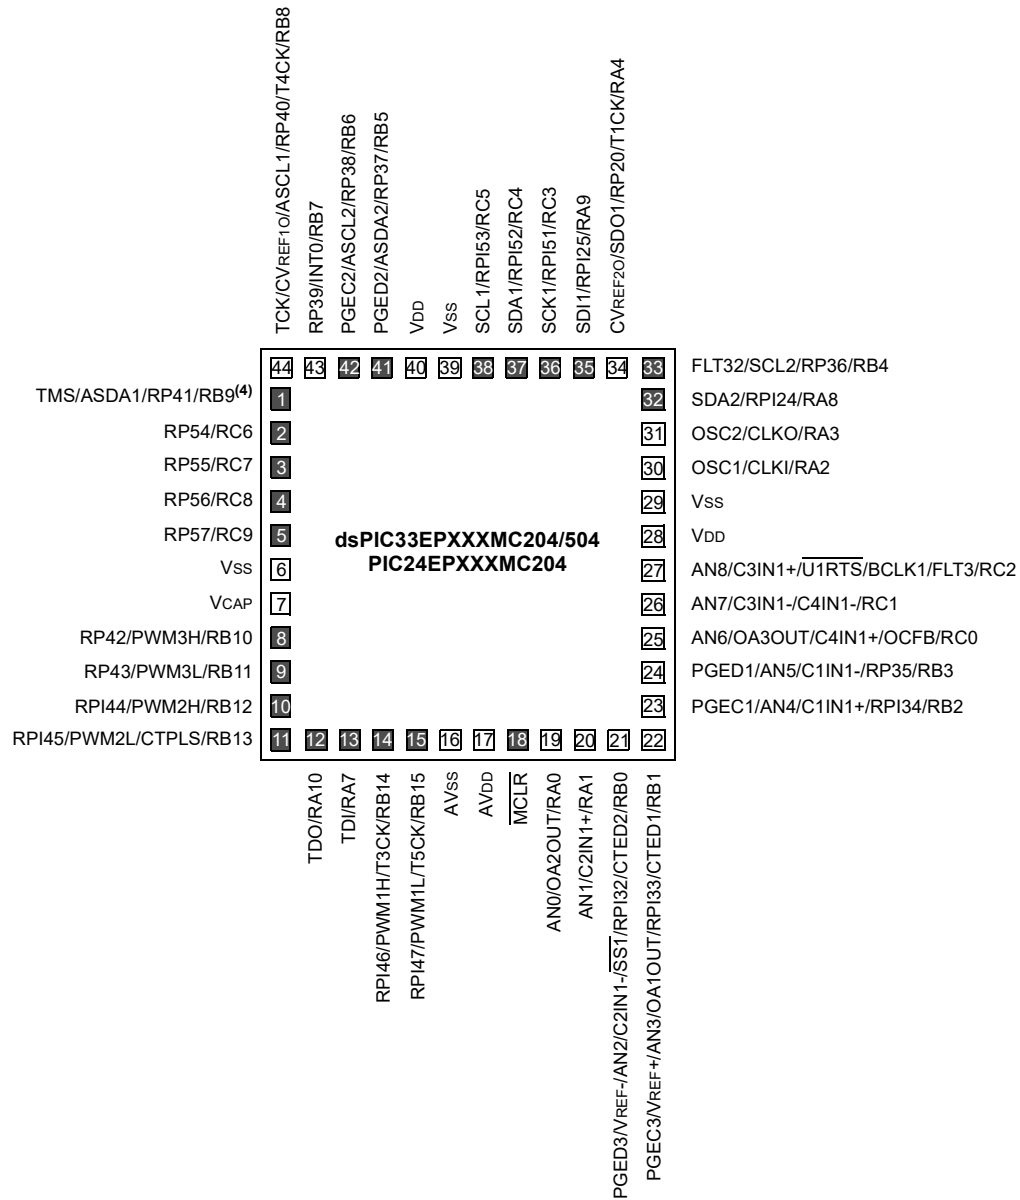 TCK/CVREF1O/ASCL1/RP40/T4CK/RB8
RP39/INT0/RB7
PGEC2/ASCL2/RP38/RB6
PGED2/ASDA2/RP37/RB5
VDD
VSS
SCL1/RPI53/RC5
SDA1/RPI52/RC4
SCK1/RPI51/RC3
SDI1/RPI25/RA9
CVREF2O/SDO1/RP20/T1CK/RA4
44 43 42 41 40 39 38 37 36 35 34 33 FLT32/SCL2/RP36/RB4
TMS/ASDA1/RP41/RB9(4) 1 32 SDA2/RPI24/RA8
RP54/RC6 2 31 OSC2/CLKO/RA3
RP55/RC7 3 30 OSC1/CLKI/RA2
RP56/RC8 4 29 VSS
RP57/RC9 5 28 VDD
dsPIC33EPXXXMC204/504
PIC24EPXXXMC204
VSS 6 27 AN8/C3IN1+/U1RTS/BCLK1/FLT3/RC2
VCAP 7 26 AN7/C3IN1-/C4IN1-/RC1
RP42/PWM3H/RB10 8 25 AN6/OA3OUT/C4IN1+/OCFB/RC0
RP43/PWM3L/RB11 9 24 PGED1/AN5/C1IN1-/RP35/RB3
RPI44/PWM2H/RB12 10 23 PGEC1/AN4/C1IN1+/RPI34/RB2
RPI45/PWM2L/CTPLS/RB13 11 12 13 14 15 16 17 18 19 20 21 22
TDO/RA10
TDI/RA7
RPI46/PWM1H/T3CK/RB14
RPI47/PWM1L/T5CK/RB15
AVSS
AVDD
MCLR
AN0/OA2OUT/RA0
AN1/C2IN1+/RA1
PGED3/VREF-/AN2/C2IN1-/SS1/RPI32/CTED2/RB0
PGEC3/VREF+/AN3/OA1OUT/RPI33/CTED1/RB1